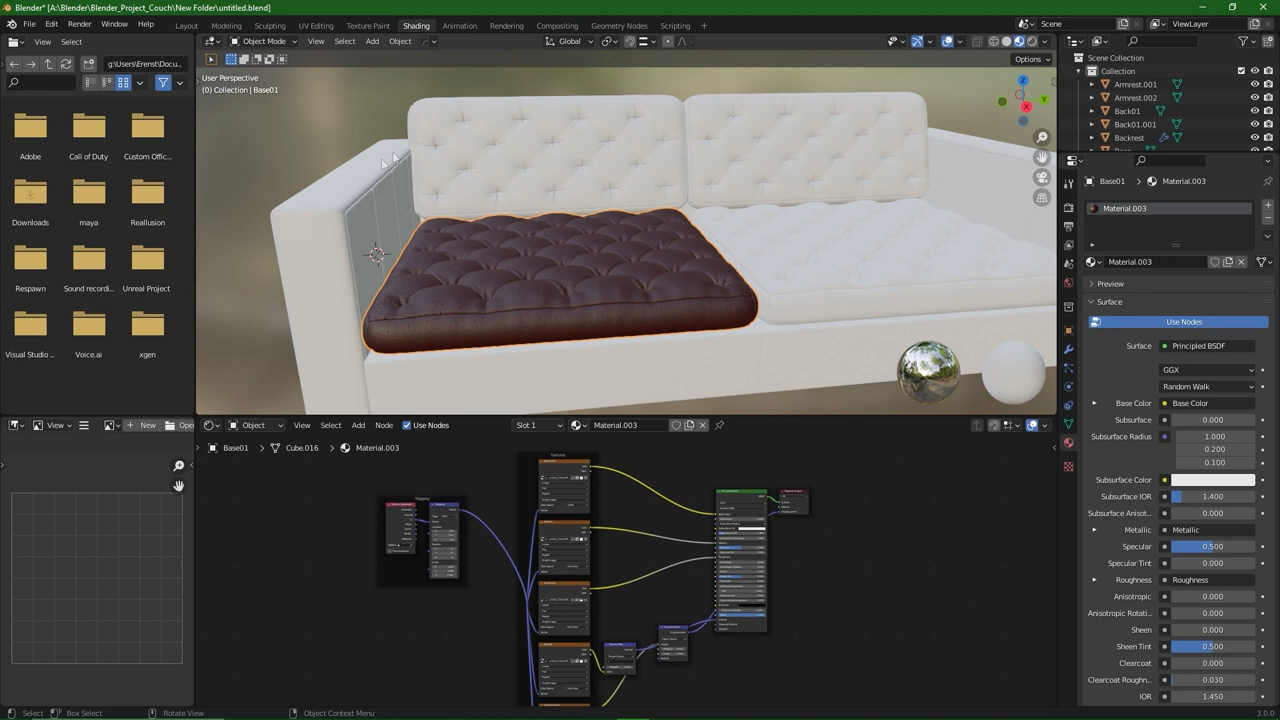 Blender* [A:\Blender_Project_Couch\New Folder\untitled.blend]
File Edit Render Window Help Layout Modeling Sculpting UV Editing Texture Paint Shading Animation Rendering Compositing Geometry Nodes Scripting + Scene ViewLayer
View Select Object Mode View Select Add Object Global
g:\Users\Erenst\Docu... Options
User Perspective
(0) Collection | Base01
Adobe Call of Duty Custom Offic...
Downloads maya Reallusion
Respawn Sound recordi... Unreal Project
Visual Studio ... Voice.ai xgen
Z
Y
X
Scene Collection
Collection
Armrest.001
Armrest.002
Back01
Back01.001
Backrest
Base01 Material.003
Material.003
Material.003
Preview
Surface
Use Nodes
Surface Principled BSDF
GGX
Random Walk
Base Color Base Color
Subsurface 0.000
Subsurface Radius 1.000
0.200
0.100
Subsurface Color
Subsurface IOR 1.400
Subsurface Anisot... 0.000
Metallic Metallic
Specular 0.500
Specular Tint 0.000
Roughness Roughness
Anisotropic 0.000
Anisotropic Rotati... 0.000
Sheen 0.000
Sheen Tint 0.500
Clearcoat 0.000
Clearcoat Roughn... 0.030
IOR 1.450
View + New Open Object View Select Add Node Use Nodes Slot 1 Material.003
Base01 Cube.016 Material.003
Textures
Mapping
Select Box Select Rotate View Object Context Menu 3.0.0